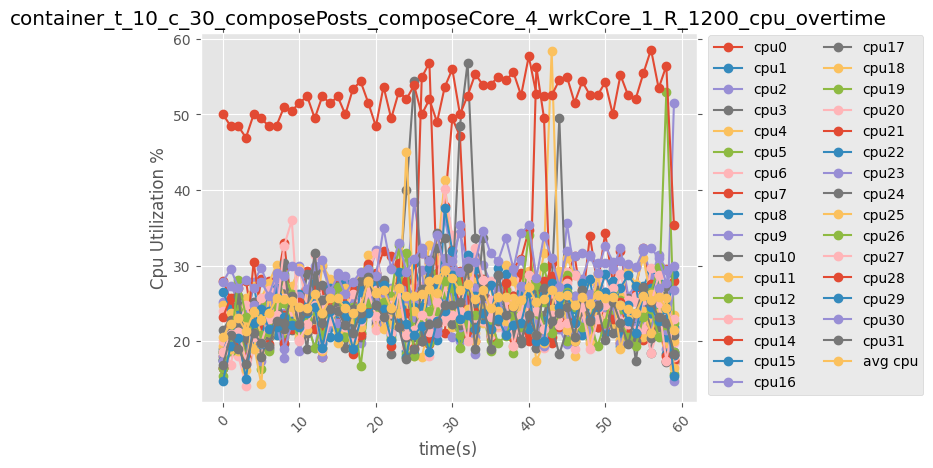 container_t_10_c_30_composePosts_composeCore_4_wrkCore_1_R_1200_cpu_overtime
60
50
40
30
20
Cpu Utilization %
0
10
20
30
40
50
60
time(s)
cpu0
cpu1
cpu2
cpu3
cpu4
cpu5
cpu6
cpu7
cpu8
cpu9
cpu10
cpu11
cpu12
cpu13
cpu14
cpu15
cpu16
cpu17
cpu18
cpu19
cpu20
cpu21
cpu22
cpu23
cpu24
cpu25
cpu26
cpu27
cpu28
cpu29
cpu30
cpu31
avg cpu